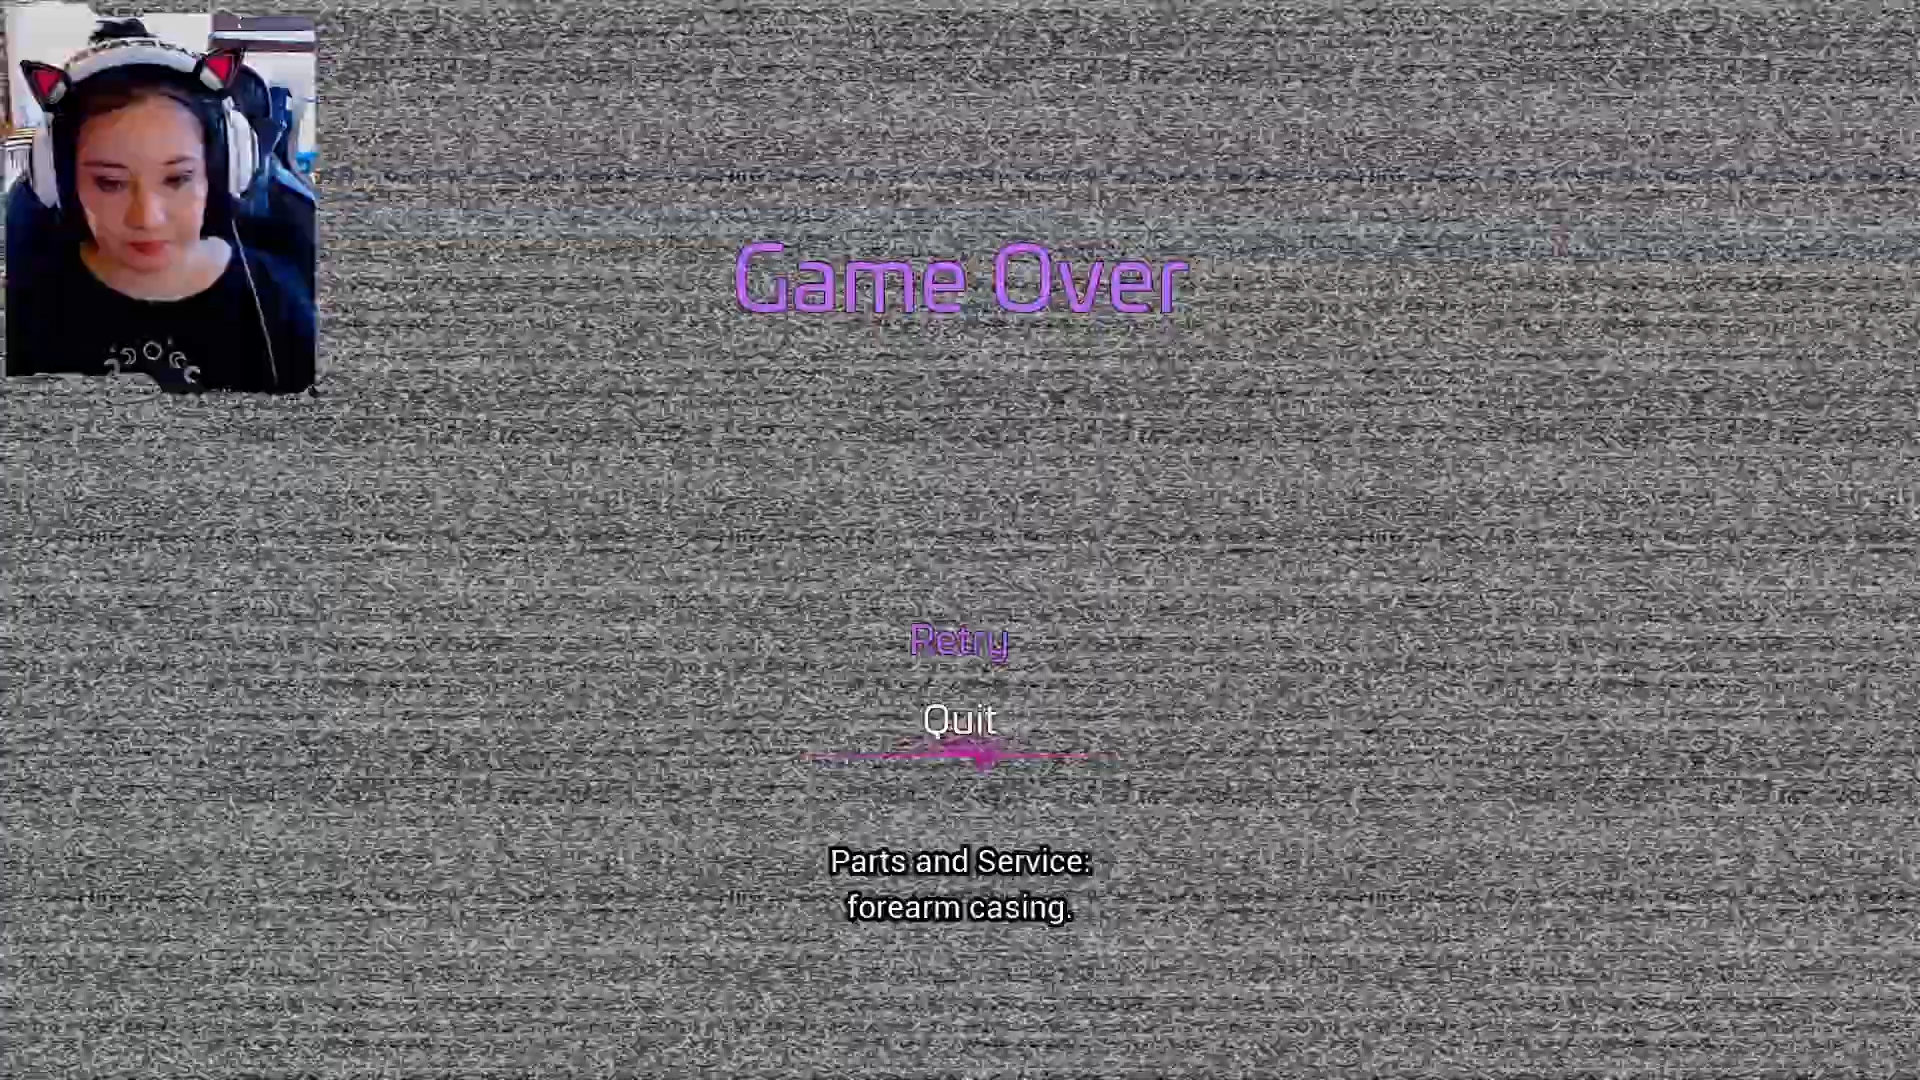 Game Over
Retry
Quit
Parts and Service:
forearm casing.